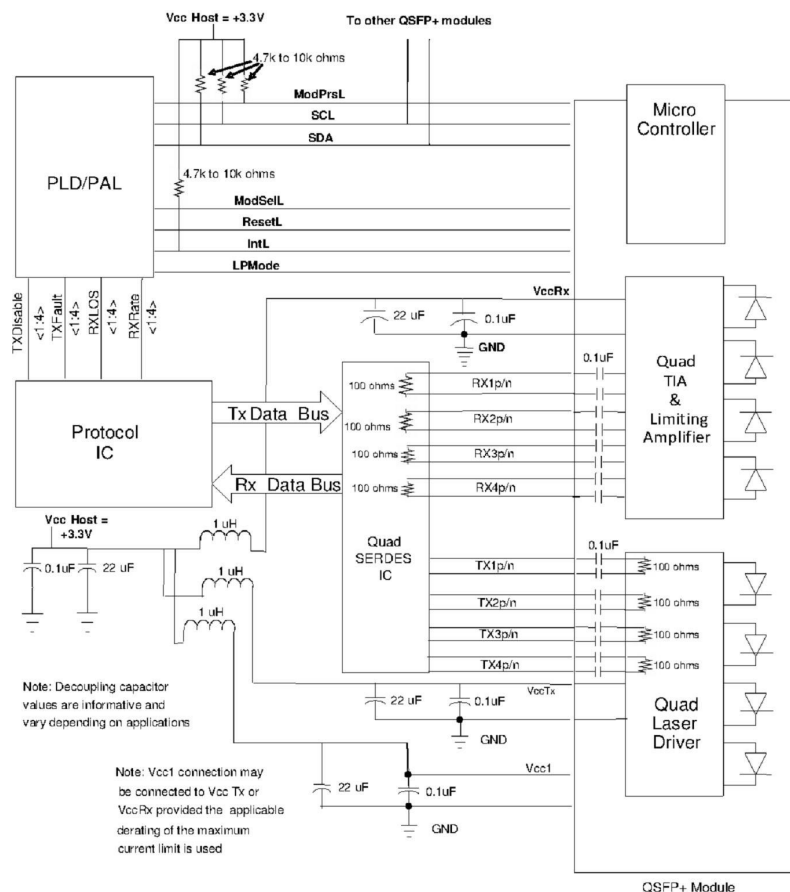 Vcc Host = +3.3V
To other QSFP+ modules
4.7k to 10k ohms
ModPrsL
SCL
SDA
PLD/PAL
4.7k to 10k ohms
ModSelL
ResetL
IntL
LPMode
Micro
Controller
TXDisable
<1:4>
TXFault
<1:4>
RXLOS
<1:4>
RXRate
<1:4>
VccRx
22 uF
0.1uF
GND
0.1uF
Quad
TIA
&
Limiting
Amplifier
100 ohms
RX1p/n
100 ohms
RX2p/n
100 ohms
RX3p/n
100 ohms
RX4p/n
Protocol
IC
Tx Data Bus
Rx Data Bus
Quad
SERDES
IC
Vcc Host =
+3.3V
0.1uF
22 uF
1 uH
1 uH
1 uH
0.1uF
TX1p/n
100 ohms
TX2p/n
100 ohms
TX3p/n
100 ohms
TX4p/n
100 ohms
Note: Decoupling capacitor
values are informative and
vary depending on applications
22 uF
0.1uF
VccTx
GND
Quad
Laser
Driver
Note: Vcc1 connection may
be connected to Vcc Tx or
VccRx provided the applicable
derating of the maximum
current limit is used
22 uF
0.1uF
Vcc1
GND
QSFP+ Module